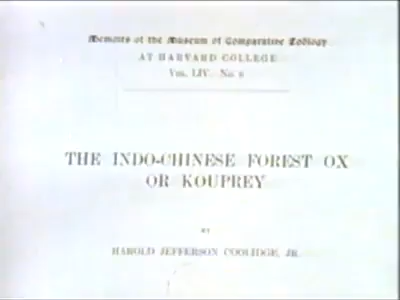 Memoirs of the Museum of Comparative Zoology
AT HARVARD COLLEGE
Vol. LIV. No. 6
THE INDO-CHINESE FOREST OX
OR KOUPREY
BY
HAROLD JEFFERSON COOLIDGE, JR.